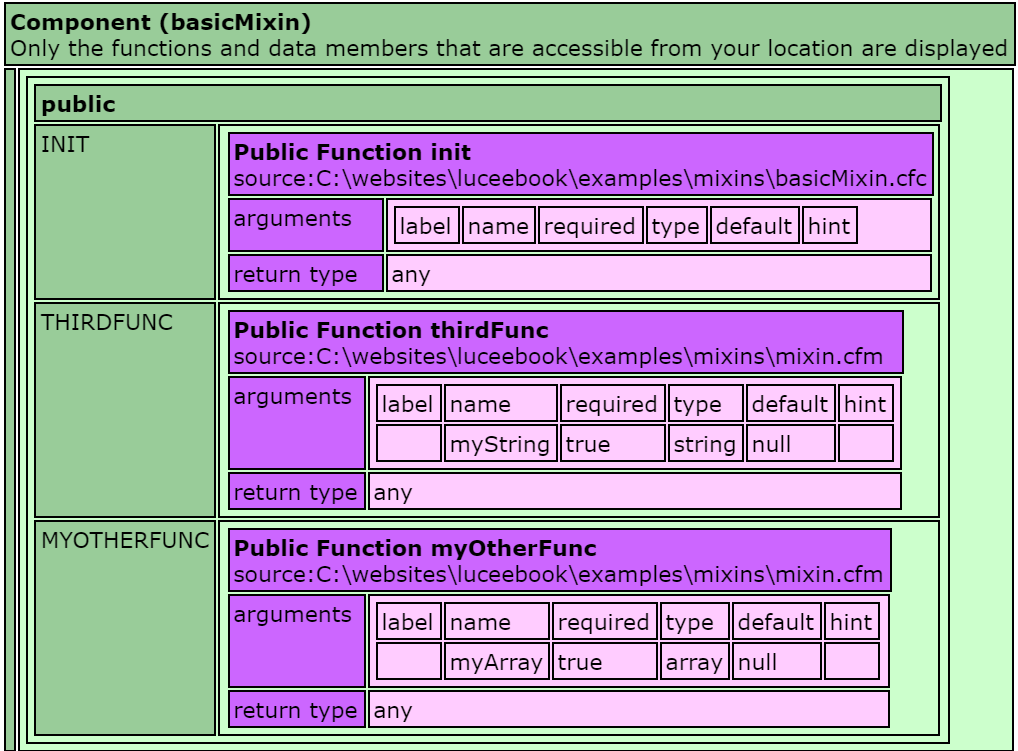 Component (basicMixin)
Only the functions and data members that are accessible from your location are displayed
public
INIT
Public Function init
source:C:\websites\luceebook\examples\mixins\basicMixin.cfc
arguments
label name required type default hint
return type any
THIRDFUNC
Public Function thirdFunc
source:C:\websites\luceebook\examples\mixins\mixin.cfm
arguments
label name required type default hint
myString true string null
return type any
MYOTHERFUNC
Public Function myOtherFunc
source:C:\websites\luceebook\examples\mixins\mixin.cfm
arguments
label name required type default hint
myArray true array null
return type any